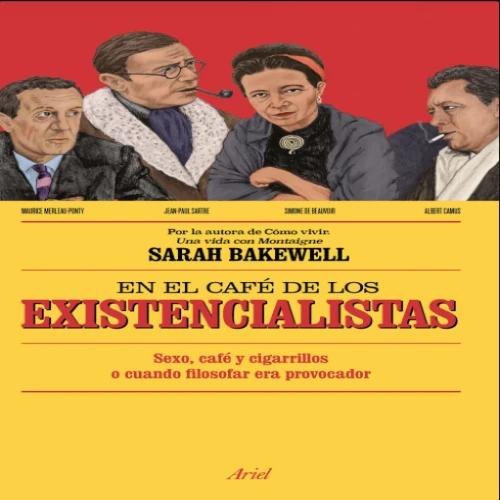 MAURICE MERLEAU-PONTY JEAN-PAUL SARTRE SIMONE DE BEAUVOIR ALBERT CAMUS
Por la autora de Cómo vivir.
Una vida con Montaigne
SARAH BAKEWELL
EN EL CAFÉ DE LOS
EXISTENCIALISTAS
Sexo, café y cigarrillos
o cuando filosofar era provocador
Ariel